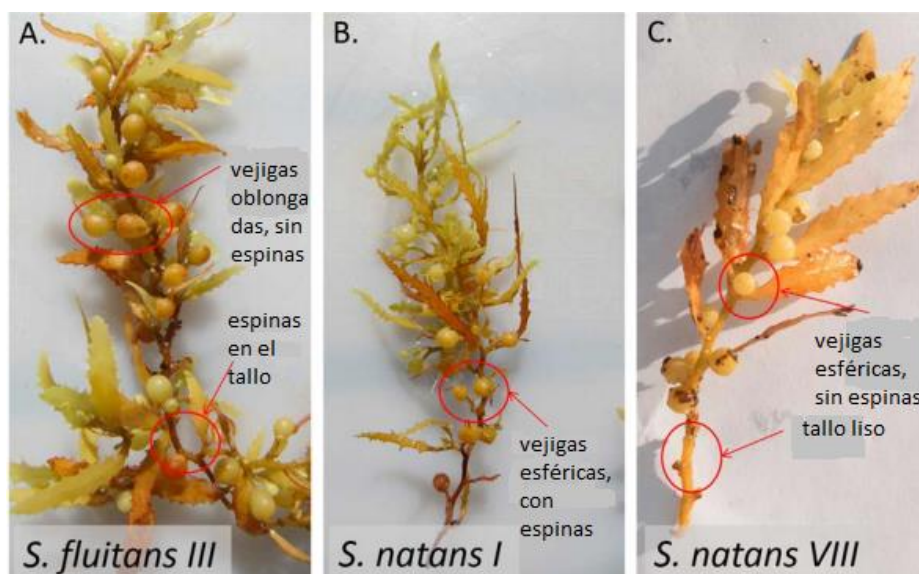 A.
vejigas
oblonga
das, sin
espinas
espinas
en el
tallo
S. fluitans III
B.
vejigas
esféricas,
con
espinas
S. natans I
C.
vejigas
esféricas,
sin espinas
tallo liso
S. natans VIII